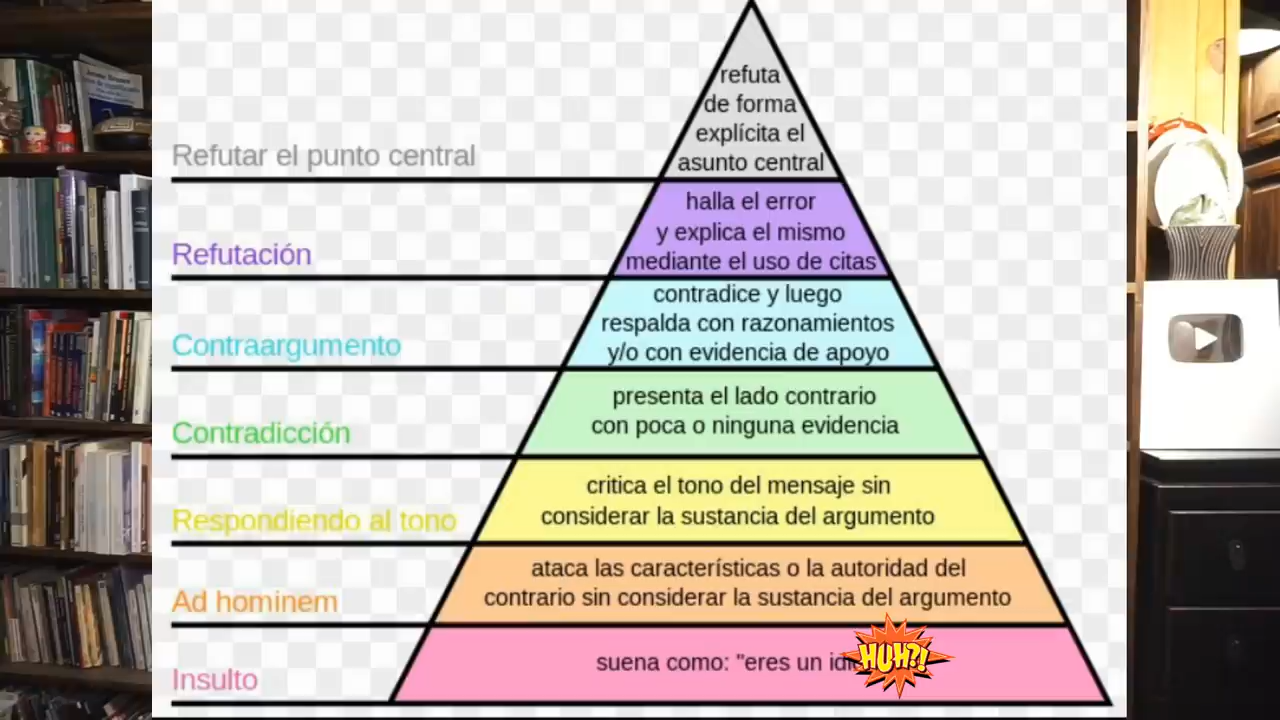 refuta
de forma
explícita el
asunto central
Refutar el punto central
halla el error
y explica el mismo
mediante el uso de citas
Refutación
contradice y luego
respalda con razonamientos
y/o con evidencia de apoyo
Contraargumento
presenta el lado contrario
con poca o ninguna evidencia
Contradicción
critica el tono del mensaje sin
considerar la sustancia del argumento
Respondiendo al tono
ataca las características o la autoridad del
contrario sin considerar la sustancia del argumento
Ad hominem
suena como: "eres un
HUH?!
Insulto